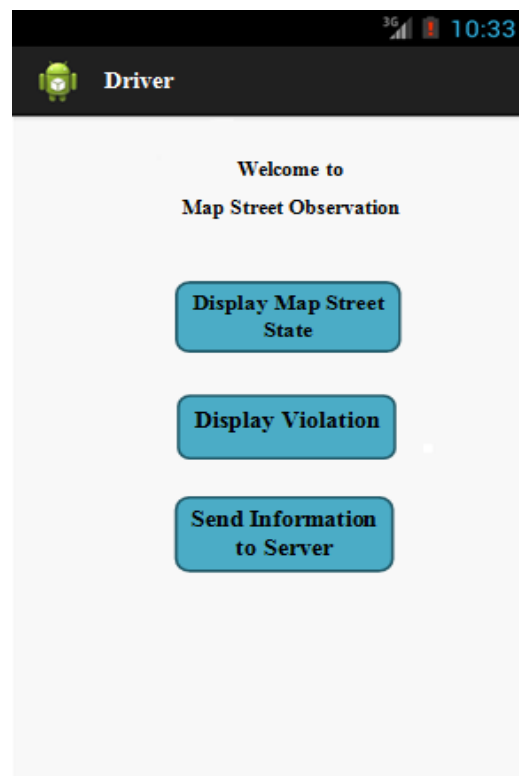 3G 10:33
Driver
Welcome to
Map Street Observation
Display Map Street
State
Display Violation
Send Information
to Server